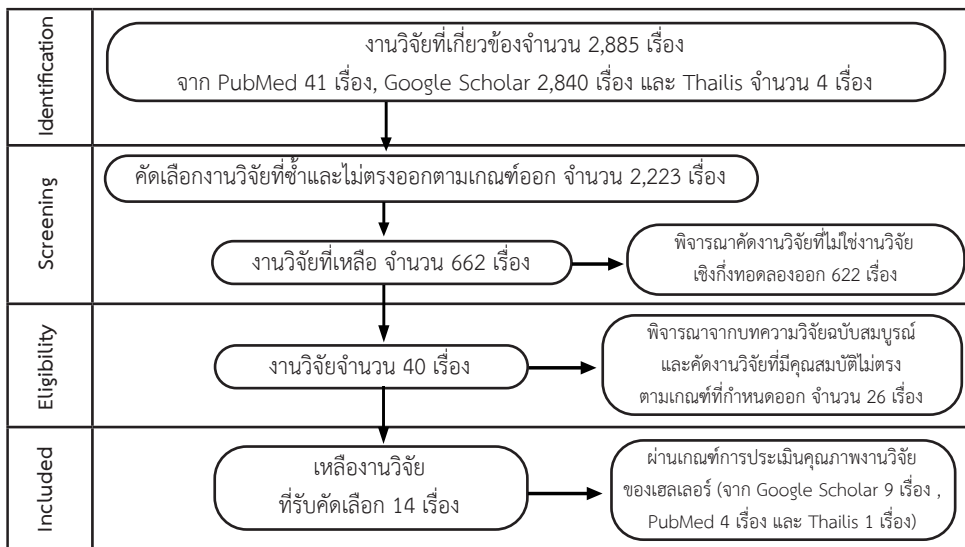 Identification
งานวิจัยที่เกี่ยวข้องจำนวน 2,885 เรื่อง
จาก PubMed 41 เรื่อง, Google Scholar 2,840 เรื่อง และ Thailis จำนวน 4 เรื่อง
Screening
คัดเลือกงานวิจัยที่ซ้ำและไม่ตรงออกตามเกณฑ์ออก จำนวน 2,223 เรื่อง
งานวิจัยที่เหลือ จำนวน 662 เรื่อง
พิจารณาคัดงานวิจัยที่ไม่ใช่งานวิจัย
เชิงกึ่งทอดลองออก 622 เรื่อง
Eligibility
งานวิจัยจำนวน 40 เรื่อง
พิจารณาจากบทความวิจัยฉบับสมบูรณ์
และคัดงานวิจัยที่มีคุณสมบัติไม่ตรง
ตามเกณฑ์ที่กำหนดออก จำนวน 26 เรื่อง
Included
เหลืองานวิจัย
ที่รับคัดเลือก 14 เรื่อง
ผ่านเกณฑ์การประเมินคุณภาพงานวิจัย
ของเฮลเลอร์ (จาก Google Scholar 9 เรื่อง ,
PubMed 4 เรื่อง และ Thailis 1 เรื่อง)